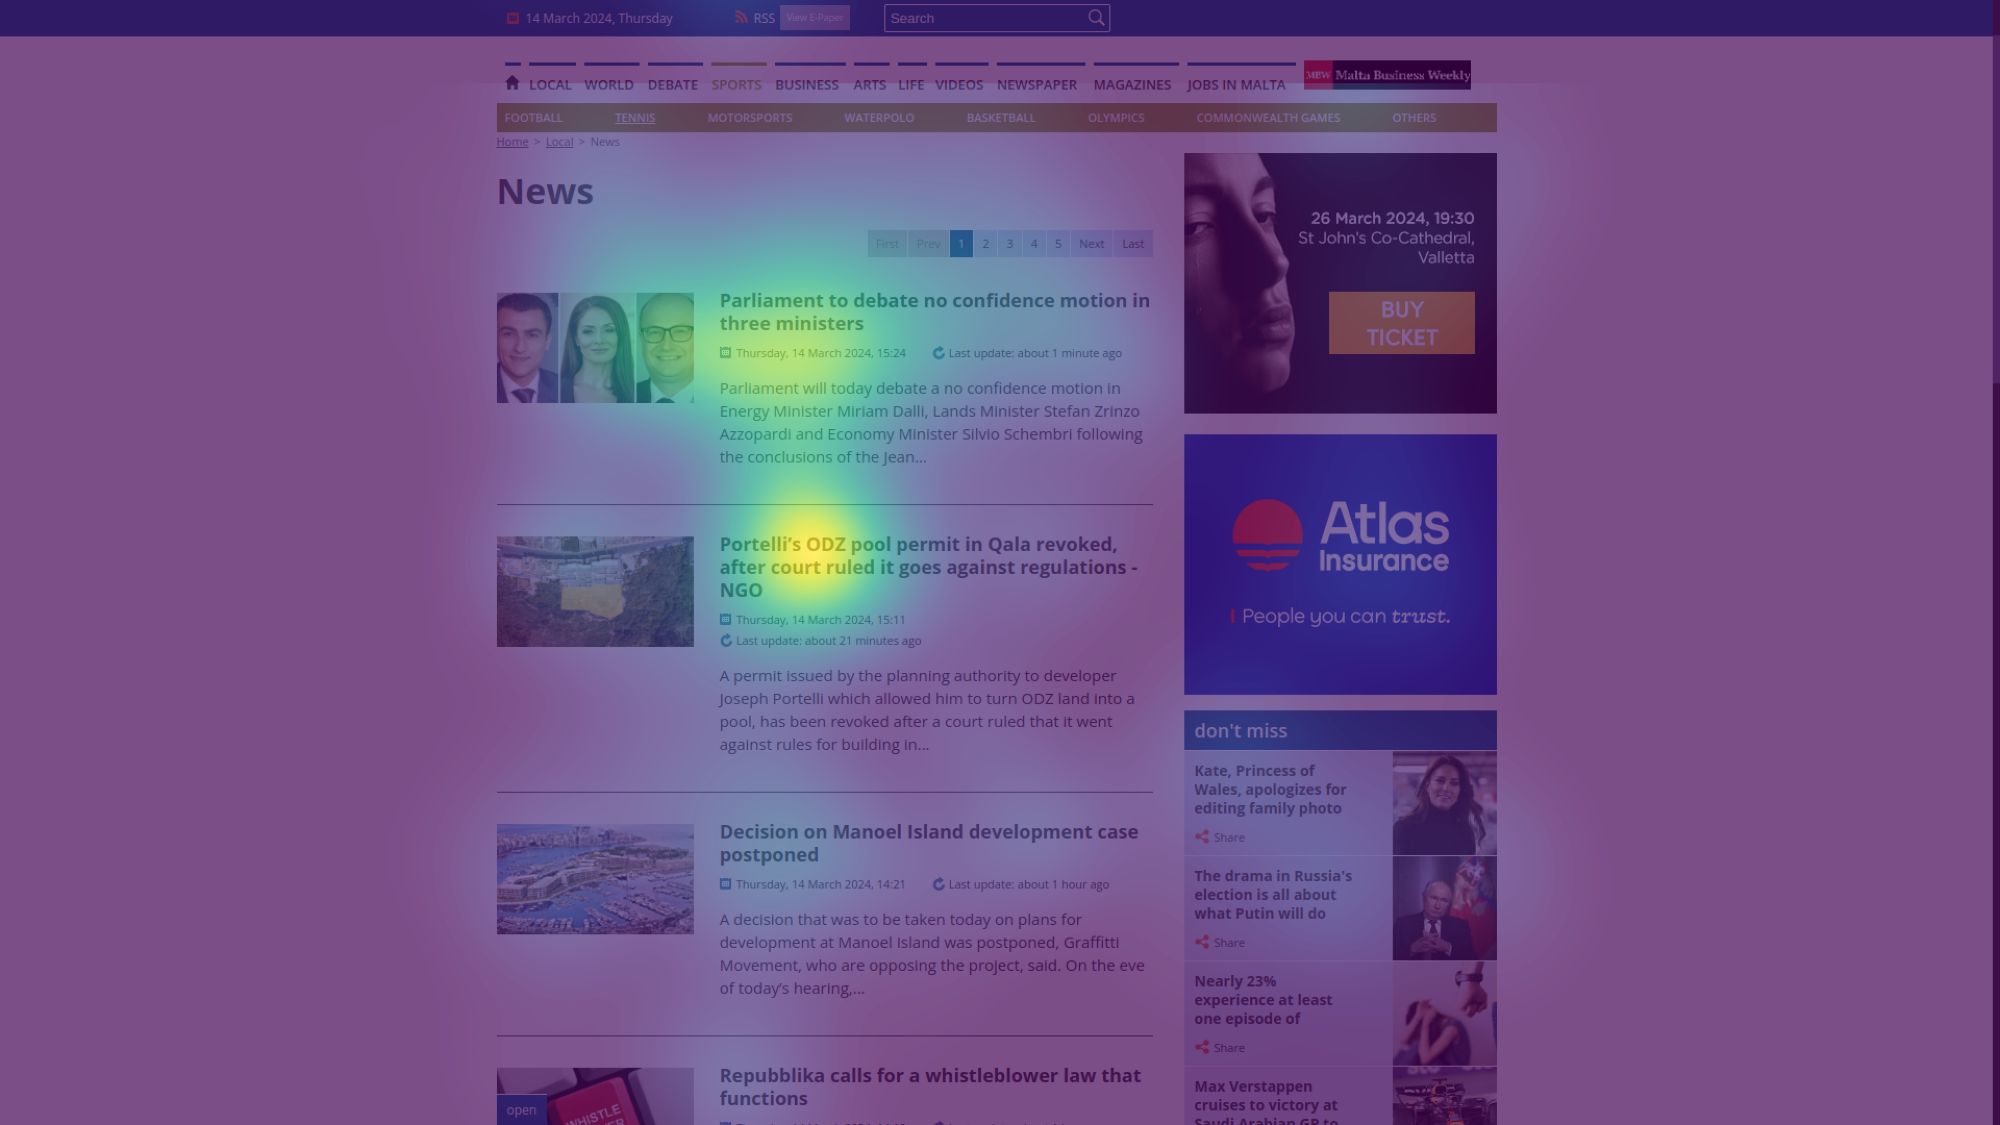 14 March 2024, Thursday
RSS
View E-Paper
Search
LOCAL WORLD DEBATE SPORTS BUSINESS ARTS LIFE VIDEOS NEWSPAPER MAGAZINES JOBS IN MALTA
MBW Malta Business Weekly
FOOTBALL TENNIS MOTORSPORTS WATERPOLO BASKETBALL OLYMPICS COMMONWEALTH GAMES OTHERS
Home > Local > News
News
First Prev 1 2 3 4 5 Next Last
Parliament to debate no confidence motion in
three ministers
Thursday, 14 March 2024, 15:24 Last update: about 1 minute ago
Parliament will today debate a no confidence motion in
Energy Minister Miriam Dalli, Lands Minister Stefan Zrinzo
Azzopardi and Economy Minister Silvio Schembri following
the conclusions of the Jean...
Portelli’s ODZ pool permit in Qala revoked,
after court ruled it goes against regulations -
NGO
Thursday, 14 March 2024, 15:11
Last update: about 21 minutes ago
A permit issued by the planning authority to developer
Joseph Portelli which allowed him to turn ODZ land into a
pool, has been revoked after a court ruled that it went
against rules for building in...
Decision on Manoel Island development case
postponed
Thursday, 14 March 2024, 14:21 Last update: about 1 hour ago
A decision that was to be taken today on plans for
development at Manoel Island was postponed, Graffitti
Movement, who are opposing the project, said. On the eve
of today’s hearing,...
WHISTLE
open
Repubblika calls for a whistleblower law that
functions
26 March 2024, 19:30
St John's Co-Cathedral,
Valletta
BUY
TICKET
Atlas
Insurance
People you can trust.
don't miss
Kate, Princess of
Wales, apologizes for
editing family photo
Share
The drama in Russia's
election is all about
what Putin will do
Share
Nearly 23%
experience at least
one episode of
Share
Max Verstappen
cruises to victory at
Saudi Arabian GP to